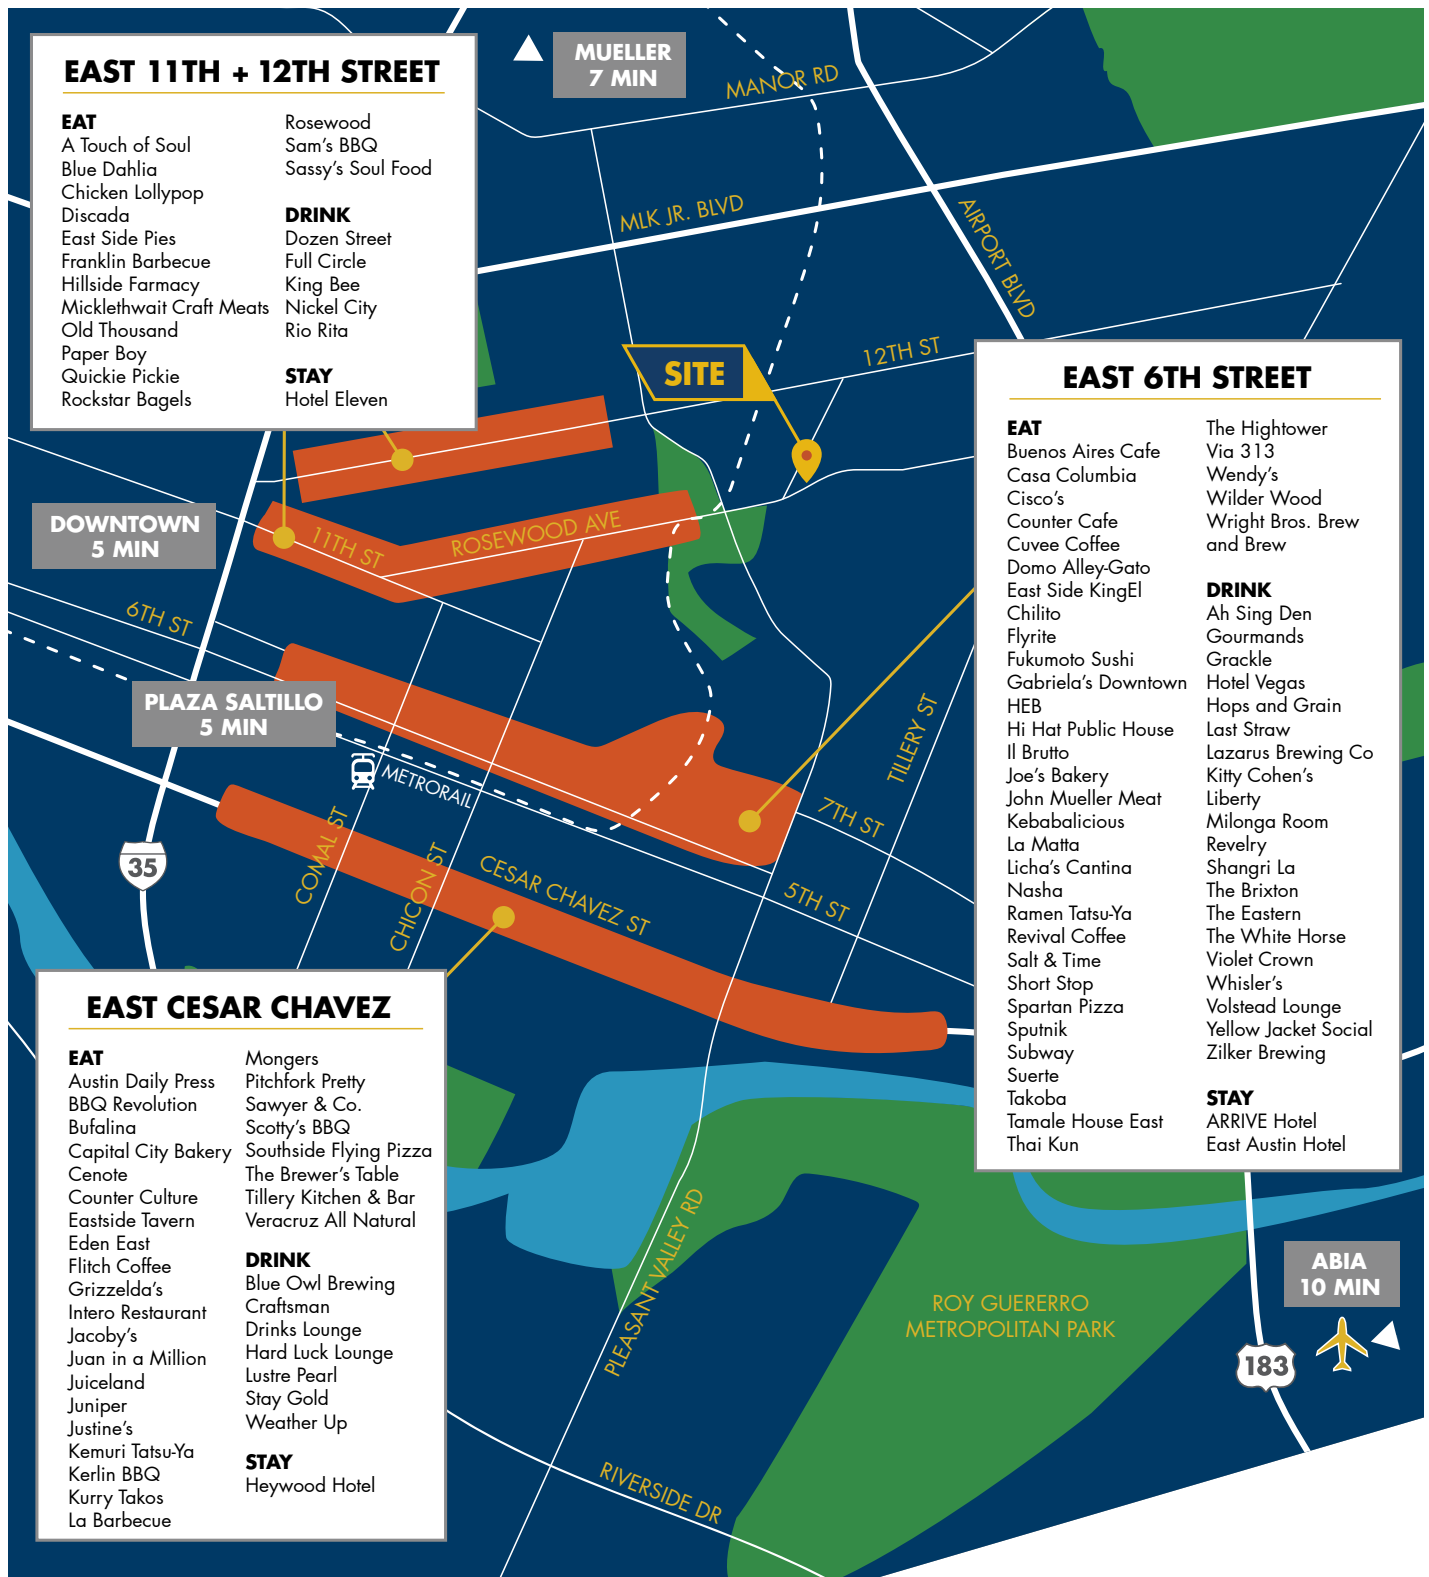 EAST 11TH + 12TH STREET
EAT
A Touch of Soul
Blue Dahlia
Chicken Lollypop
Discada
East Side Pies
Franklin Barbecue
Hillside Farmacy
Micklethwait Craft Meats
Old Thousand
Paper Boy
Quickie Pickie
Rockstar Bagels
Rosewood
Sam's BBQ
Sassy's Soul Food
DRINK
Dozen Street
Full Circle
King Bee
Nickel City
Rio Rita
STAY
Hotel Eleven
MUELLER
7 MIN
MANOR RD
MLK JR. BLVD
AIRPORT BLVD
12TH ST
SITE
DOWNTOWN
5 MIN
11TH ST
ROSEWOOD AVE
6TH ST
PLAZA SALTILLO
5 MIN
METRORAIL
TILLERY ST
7TH ST
5TH ST
35
COMAL ST
CHICON ST
CESAR CHAVEZ ST
EAST 6TH STREET
EAT
Buenos Aires Cafe
Casa Columbia
Cisco's
Counter Cafe
Cuvee Coffee
Domo Alley-Gato
East Side KingEl
Chilito
Flyrite
Fukumoto Sushi
Gabriela's Downtown
HEB
Hi Hat Public House
Il Brutto
Joe's Bakery
John Mueller Meat
Kebabalicious
La Matta
Licha's Cantina
Nasha
Ramen Tatsu-Ya
Revival Coffee
Salt & Time
Short Stop
Spartan Pizza
Sputnik
Subway
Suerte
Takoba
Tamale House East
Thai Kun
The Hightower
Via 313
Wendy's
Wilder Wood
Wright Bros. Brew
and Brew
DRINK
Ah Sing Den
Gourmands
Grackle
Hotel Vegas
Hops and Grain
Last Straw
Lazarus Brewing Co
Kitty Cohen's
Liberty
Milonga Room
Revelry
Shangri La
The Brixton
The Eastern
The White Horse
Violet Crown
Whisler's
Volstead Lounge
Yellow Jacket Social
Zilker Brewing
STAY
ARRIVE Hotel
East Austin Hotel
EAST CESAR CHAVEZ
EAT
Austin Daily Press
BBQ Revolution
Bufalina
Capital City Bakery
Cenote
Counter Culture
Eastside Tavern
Eden East
Flitch Coffee
Grizzelda's
Intero Restaurant
Jacoby's
Juan in a Million
Juiceland
Juniper
Justine's
Kemuri Tatsu-Ya
Kerlin BBQ
Kurry Takos
La Barbecue
Mongers
Pitchfork Pretty
Sawyer & Co.
Scotty's BBQ
Southside Flying Pizza
The Brewer's Table
Tillery Kitchen & Bar
Veracruz All Natural
DRINK
Blue Owl Brewing
Craftsman
Drinks Lounge
Hard Luck Lounge
Lustre Pearl
Stay Gold
Weather Up
STAY
Heywood Hotel
PLEASANT VALLEY RD
ROY GUERERRO
METROPOLITAN PARK
ABIA
10 MIN
183
RIVERSIDE DR